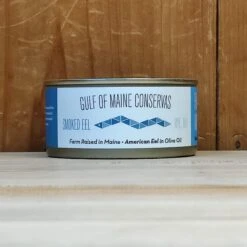 GULF OF MAINE CONSERVAS
SMOKED EEL
Farm Raised in Maine • American Eel in Olive Oil